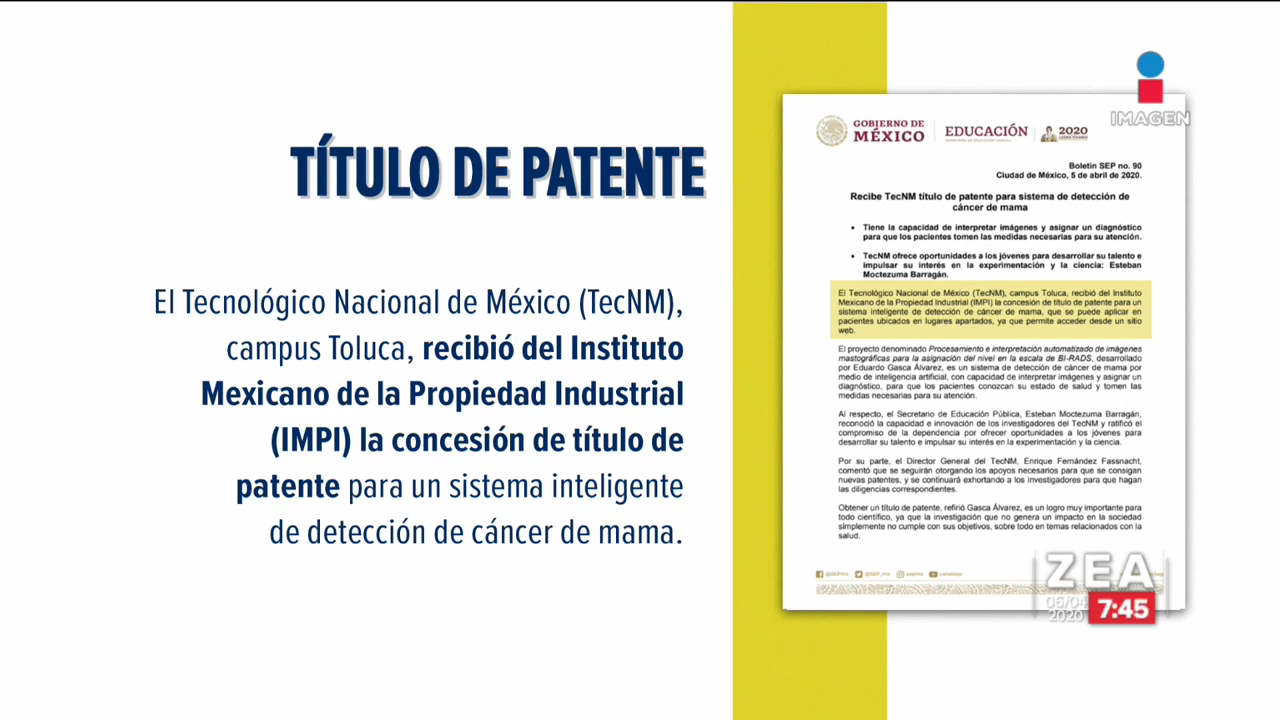 TÍTULO DE PATENTE
El Tecnológico Nacional de México (TecNM),
campus Toluca, recibió del Instituto
Mexicano de la Propiedad Industrial
(IMPI) la concesión de título de
patente para un sistema inteligente
de detección de cáncer de mama.
IMAGEN
GOBIERNO DE
MÉXICO
EDUCACIÓN
2020
Boletín SEP no. 90
Ciudad de México, 5 de abril de 2020.
Recibe TecNM título de patente para sistema de detección de
cáncer de mama
• Tiene la capacidad de interpretar imágenes y asignar un diagnóstico
para que los pacientes tomen las medidas necesarias para su atención.
• TecNM ofrece oportunidades a los jóvenes para desarrollar su talento e
impulsar su interés en la experimentación y la ciencia: Esteban
Moctezuma Barragán.
El Tecnológico Nacional de México (TecNM), campus Toluca, recibió del Instituto
Mexicano de la Propiedad Industrial (IMPI) la concesión de título de patente para un
sistema inteligente de detección de cáncer de mama, que se puede aplicar en
pacientes ubicados en lugares apartados, ya que permite acceder desde un sitio
web.
El proyecto denominado Procesamiento e interpretación automatizado de imágenes
mastográficas para la asignación del nivel en la escala de BI-RADS, desarrollado
por Eduardo Gasca Álvarez, es un sistema de detección de cáncer de mama por
medio de inteligencia artificial, con capacidad de interpretar imágenes y asignar un
diagnóstico, para que los pacientes conozcan su estado de salud y tomen las
medidas necesarias para su atención.
Al respecto, el Secretario de Educación Pública, Esteban Moctezuma Barragán,
reconoció la capacidad e innovación de los investigadores del TecNM y ratificó el
compromiso de la dependencia por ofrecer oportunidades a los jóvenes para
desarrollar su talento e impulsar su interés en la experimentación y la ciencia.
Por su parte, el Director General del TecNM, Enrique Fernández Fassnacht,
comentó que se seguirán otorgando los apoyos necesarios para que se consigan
nuevas patentes, y se continuará exhortando a los investigadores para que hagan
las diligencias correspondientes.
Obtener un título de patente, refirió Gasca Álvarez, es un logro muy importante para
todo científico, ya que la investigación que no genera un impacto en la sociedad
simplemente no cumple con sus objetivos, sobre todo en temas relacionados con la
salud.
ZEA
06/04
2020
7:45